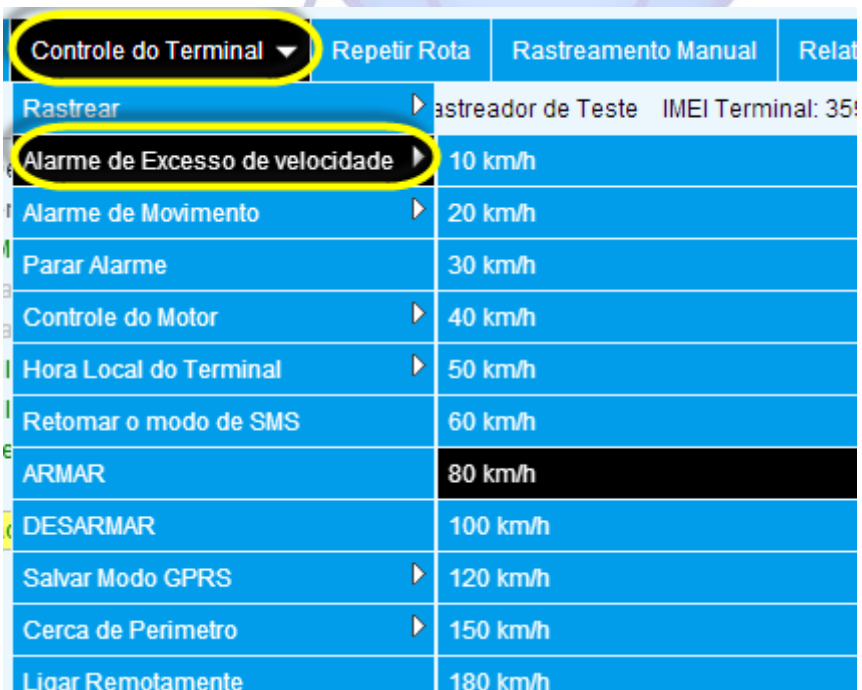 Controle do Terminal
Repetir Rota
Rastreamento Manual
Relat
Rastrear
astreador de Teste IMEI Terminal: 355
Alarme de Excesso de velocidade
10 km/h
Alarme de Movimento
20 km/h
Parar Alarme
30 km/h
Controle do Motor
40 km/h
Hora Local do Terminal
50 km/h
Retomar o modo de SMS
60 km/h
ARMAR
80 km/h
DESARMAR
100 km/h
Salvar Modo GPRS
120 km/h
Cerca de Perimetro
150 km/h
Ligar Remotamente
180 km/h